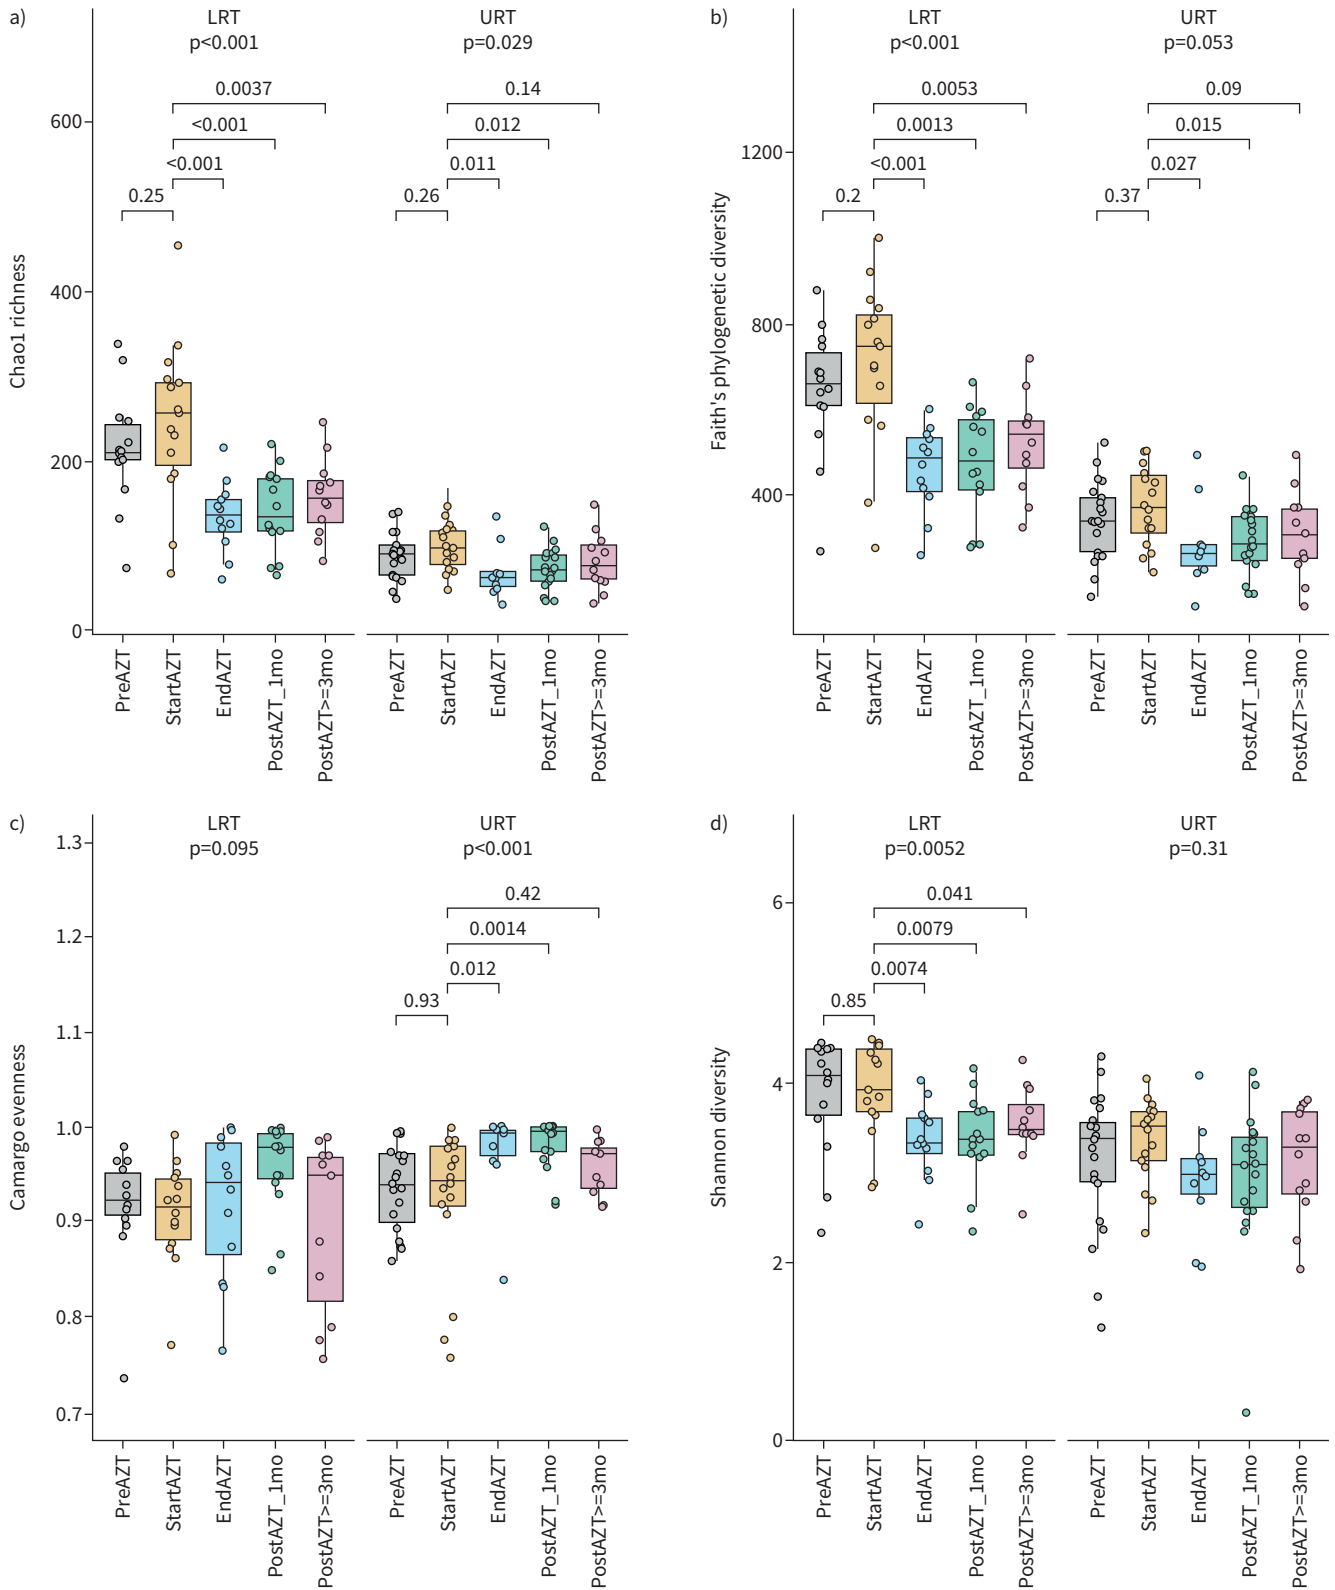 a)
LRT
p<0.001
URT
p=0.029
0.0037
<0.001
<0.001
0.25
0.14
0.012
0.011
0.26
Chao1 richness
600
400
200
0
PreAZT
StartAZT
EndAZT
PostAZT_1mo
PostAZT>=3mo
PreAZT
StartAZT
EndAZT
PostAZT_1mo
PostAZT>=3mo
b)
LRT
p<0.001
URT
p=0.053
0.0053
0.0013
<0.001
0.2
0.09
0.015
0.027
0.37
Faith's phylogenetic diversity
1200
800
400
PreAZT
StartAZT
EndAZT
PostAZT_1mo
PostAZT>=3mo
PreAZT
StartAZT
EndAZT
PostAZT_1mo
PostAZT>=3mo
c)
LRT
p=0.095
URT
p<0.001
0.42
0.0014
0.012
0.93
Camargo evenness
1.3
1.2
1.1
1.0
0.9
0.8
0.7
PreAZT
StartAZT
EndAZT
PostAZT_1mo
PostAZT>=3mo
PreAZT
StartAZT
EndAZT
PostAZT_1mo
PostAZT>=3mo
d)
LRT
p=0.0052
URT
p=0.31
0.041
0.0079
0.0074
0.85
Shannon diversity
6
4
2
0
PreAZT
StartAZT
EndAZT
PostAZT_1mo
PostAZT>=3mo
PreAZT
StartAZT
EndAZT
PostAZT_1mo
PostAZT>=3mo